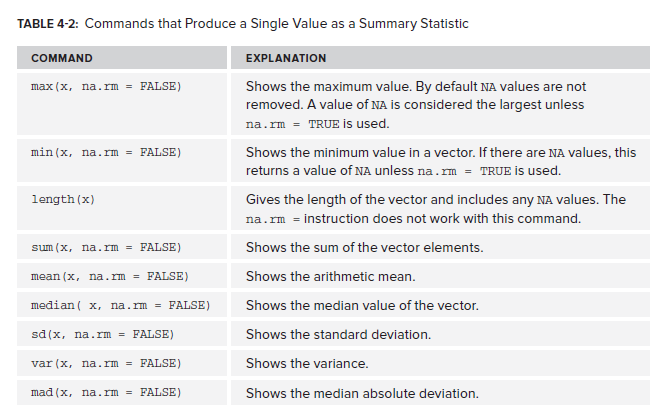 TABLE 4-2: Commands that Produce a Single Value as a Summary Statistic
COMMAND EXPLANATION
max(x, na.rm = FALSE) Shows the maximum value. By default NA values are not
removed. A value of NA is considered the largest unless
na.rm = TRUE is used.
min(x, na.rm = FALSE) Shows the minimum value in a vector. If there are NA values, this
returns a value of NA unless na.rm = TRUE is used.
length(x) Gives the length of the vector and includes any NA values. The
na.rm = instruction does not work with this command.
sum(x, na.rm = FALSE) Shows the sum of the vector elements.
mean(x, na.rm = FALSE) Shows the arithmetic mean.
median( x, na.rm = FALSE) Shows the median value of the vector.
sd(x, na.rm = FALSE) Shows the standard deviation.
var(x, na.rm = FALSE) Shows the variance.
mad(x, na.rm = FALSE) Shows the median absolute deviation.